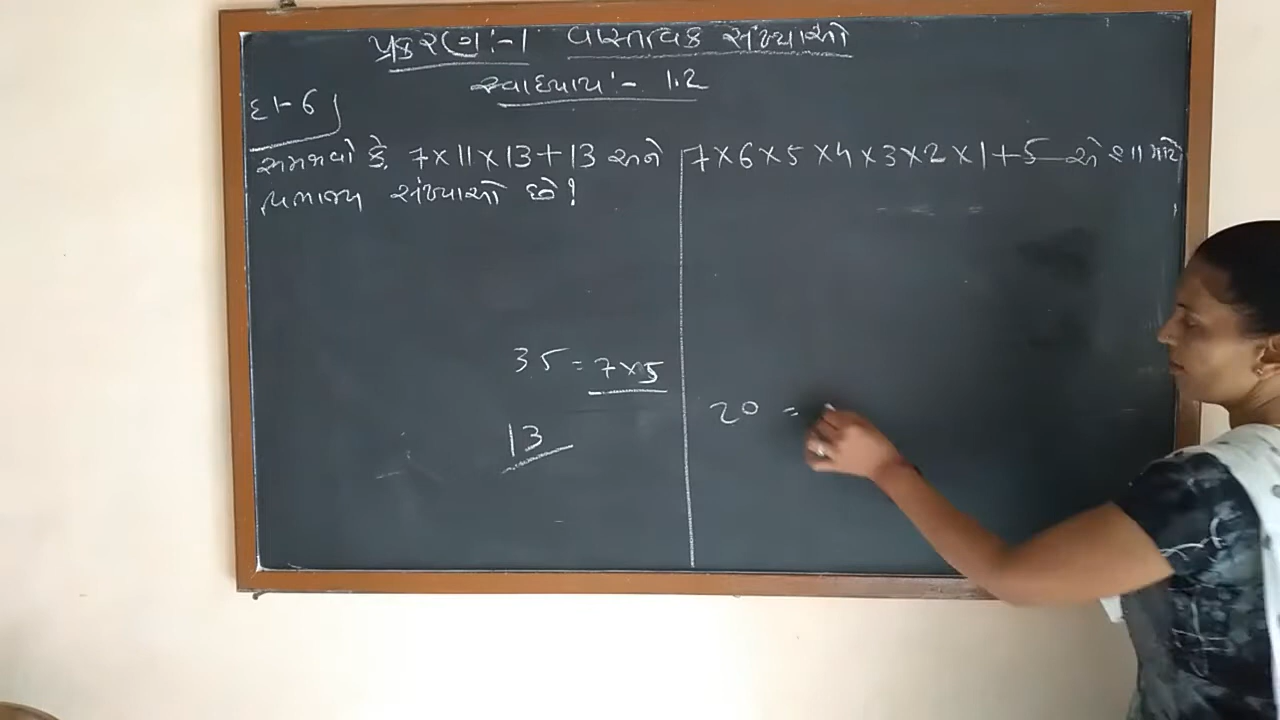 પ્રકરણ:-1 વાસ્તવિક સંખ્યાઓ
સ્વાધ્યાય:- 1.2
દા-6
સમજાવો કે, 7×11×13+13 અને 7×6×5×4×3×2×1+5 એ
સંખ્યાઓ છે!
35 = 7×5
13
20 =